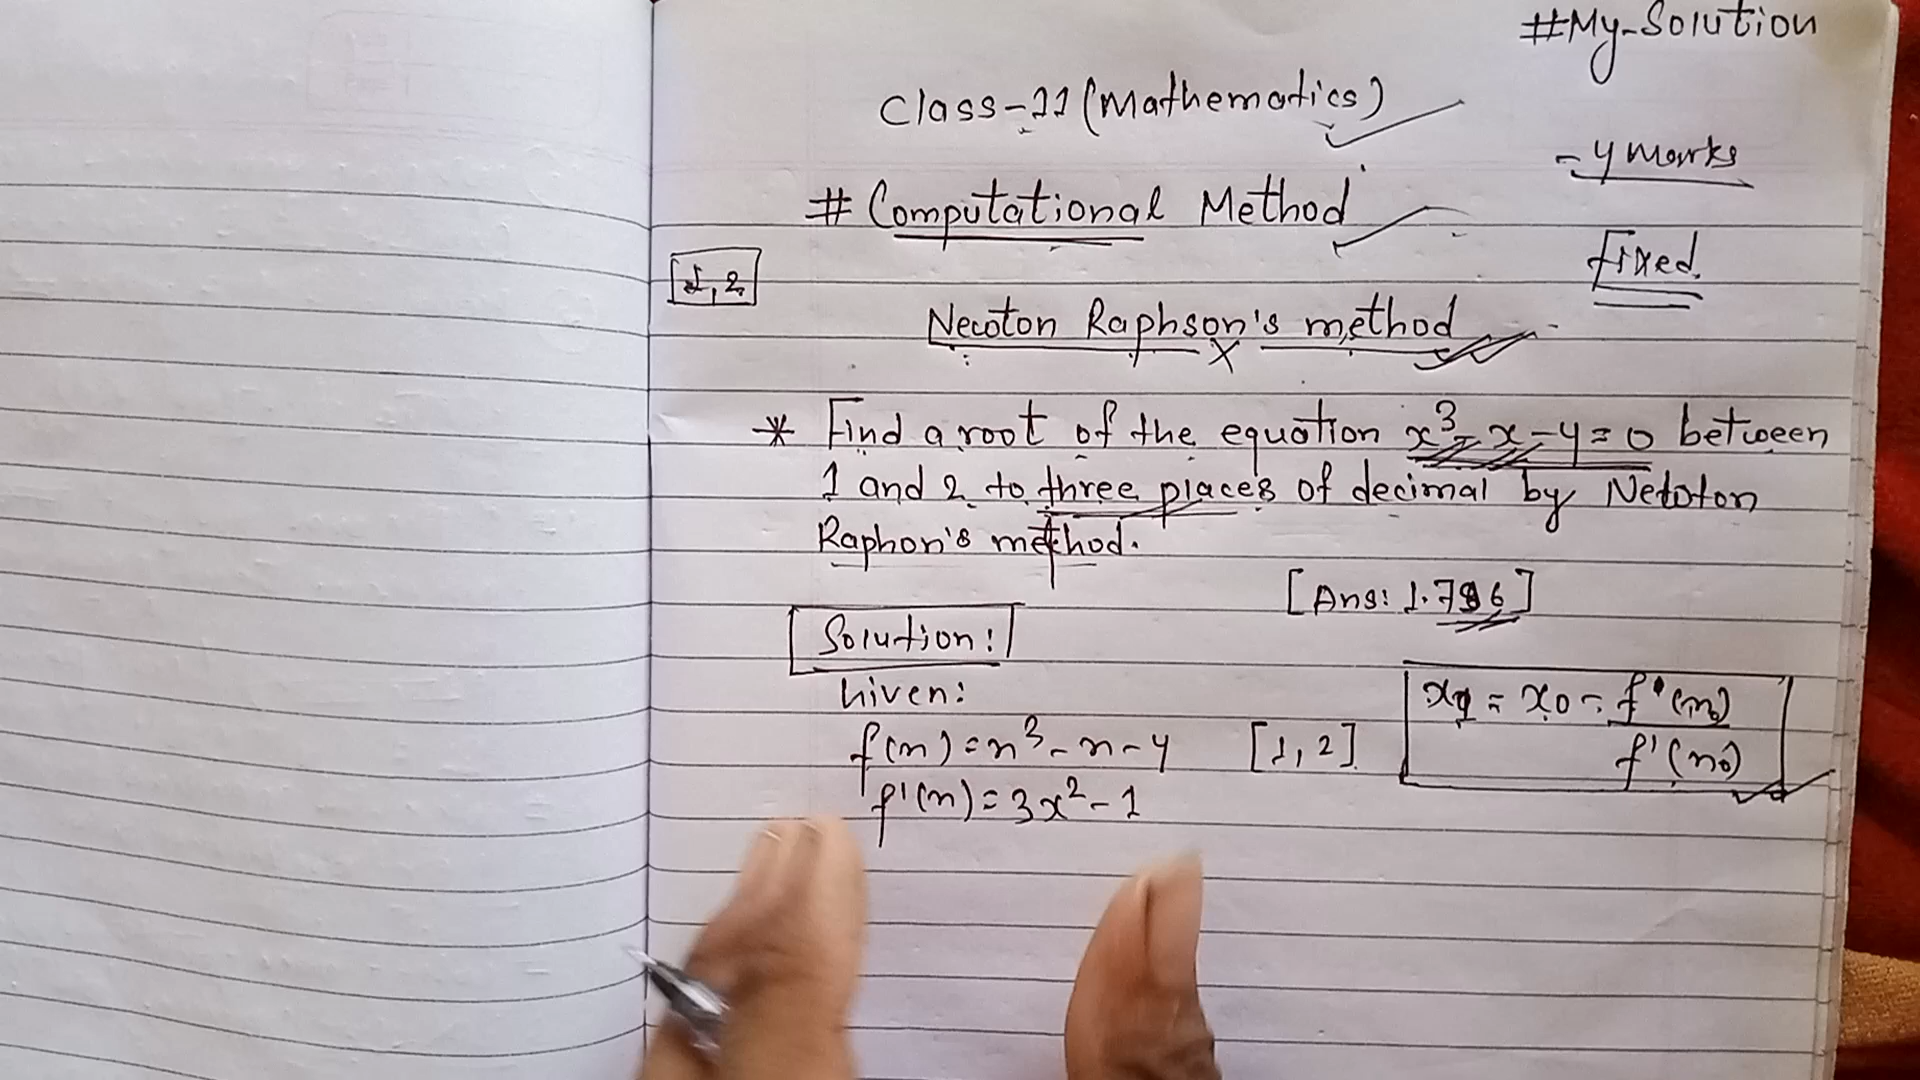 #My-Solution
Class-11 (Mathematics)
- 4 marks
# Computational Method
fixed.
1, 2
Newton Raphson's method
* Find a root of the equation x³-x-4=0 between
1 and 2 to three places of decimal by Newton
Raphon's method.
[Ans: 1.796]
Solution:
Given:
f(x) = x³-x-4 [1, 2]
f'(x) = 3x²-1
x1 = x0 - f(x0)
f'(x0)